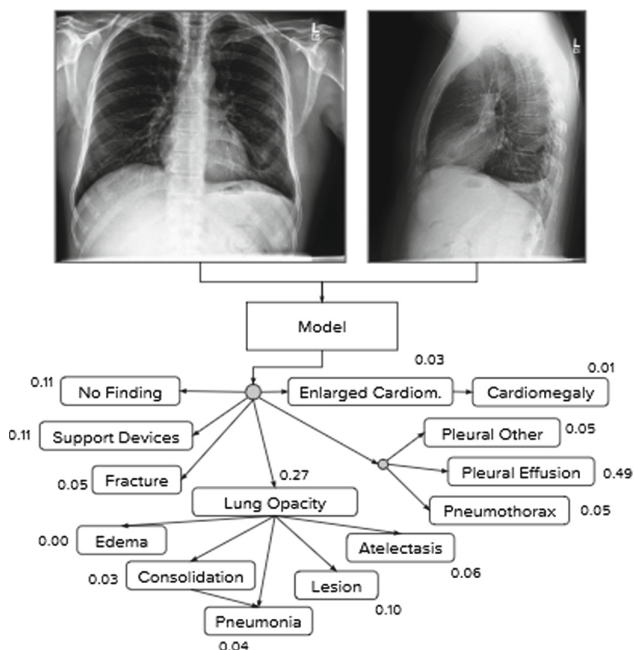 L
L
Model
0.03
0.01
0.11
No Finding
Enlarged Cardiom.
Cardiomegaly
0.11
Support Devices
Pleural Other
0.05
0.05
Fracture
0.27
Pleural Effusion
0.49
Lung Opacity
Pneumothorax
0.05
0.00
Edema
Atelectasis
0.06
0.03
Consolidation
Lesion
0.10
Pneumonia
0.04